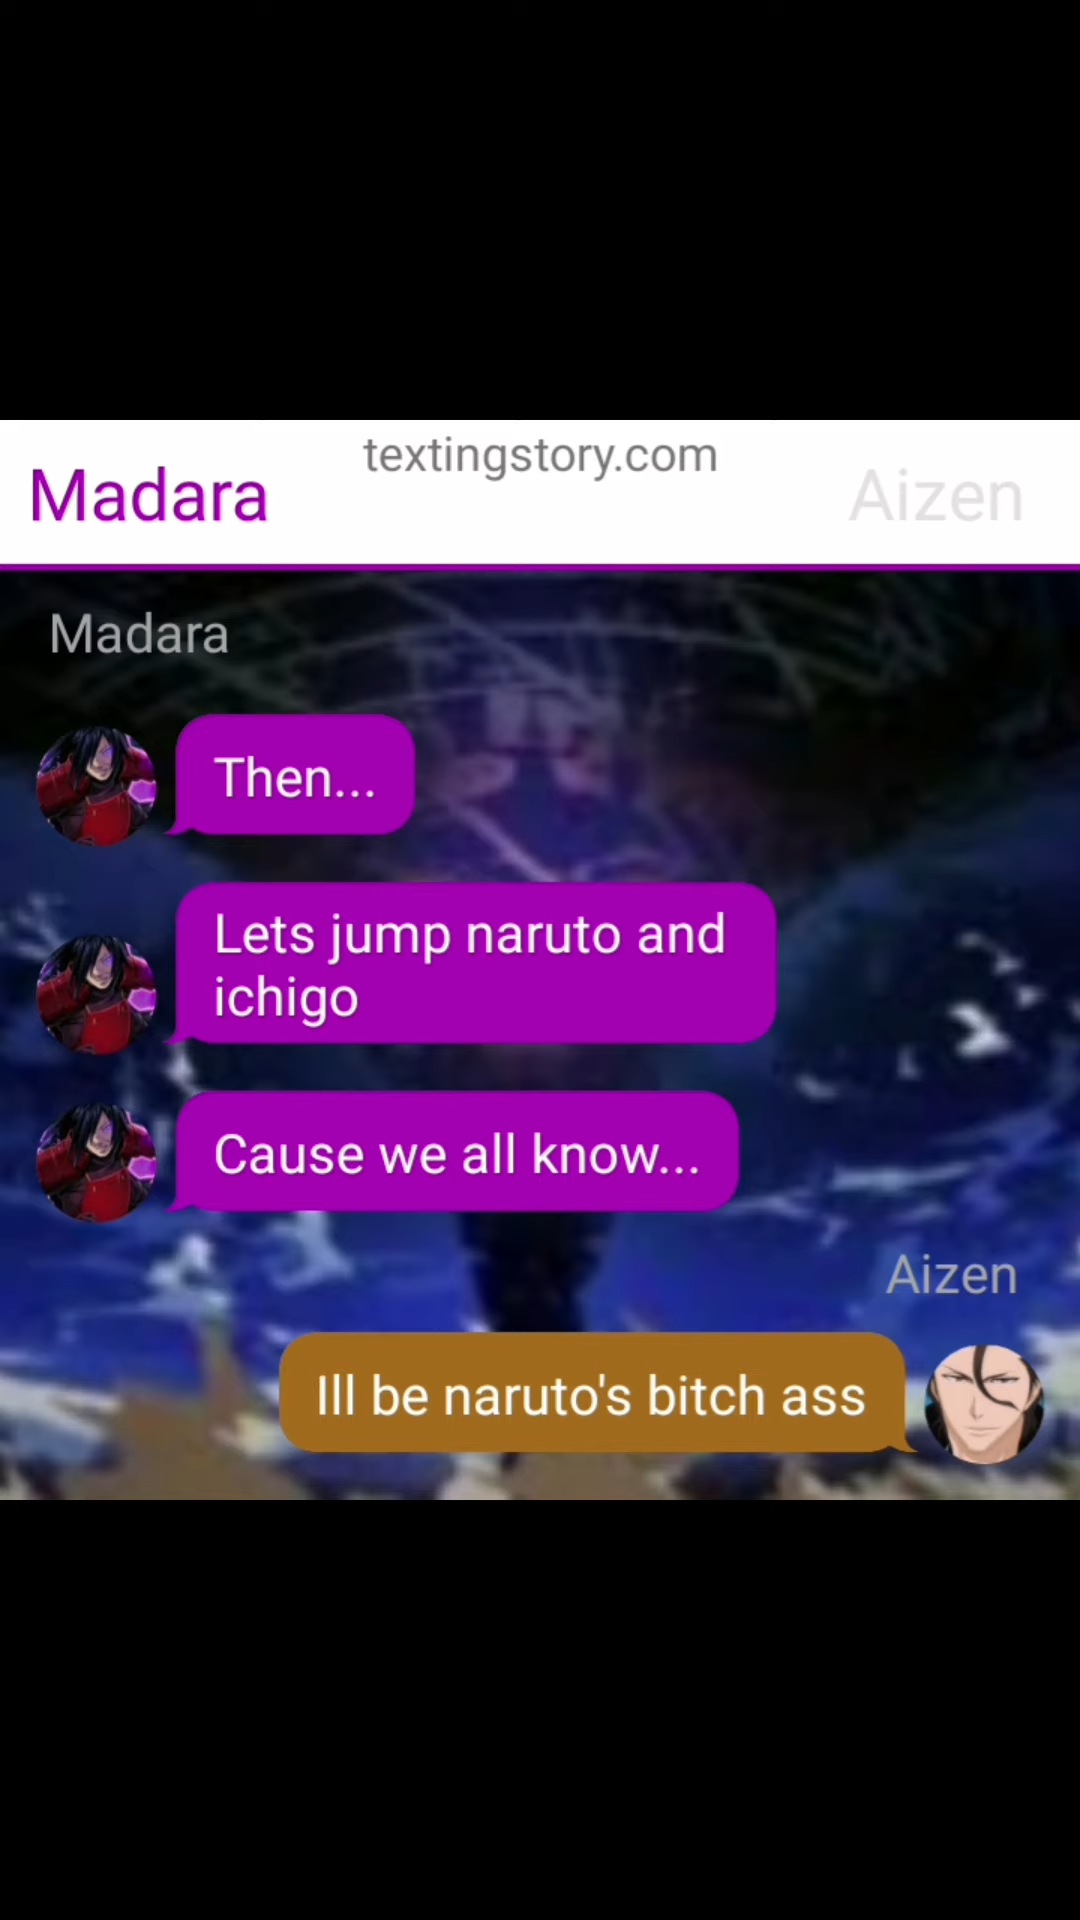 textingstory.com
Madara
Aizen
Madara
Then...
Lets jump naruto and
ichigo
Cause we all know...
Aizen
Ill be naruto's bitch ass